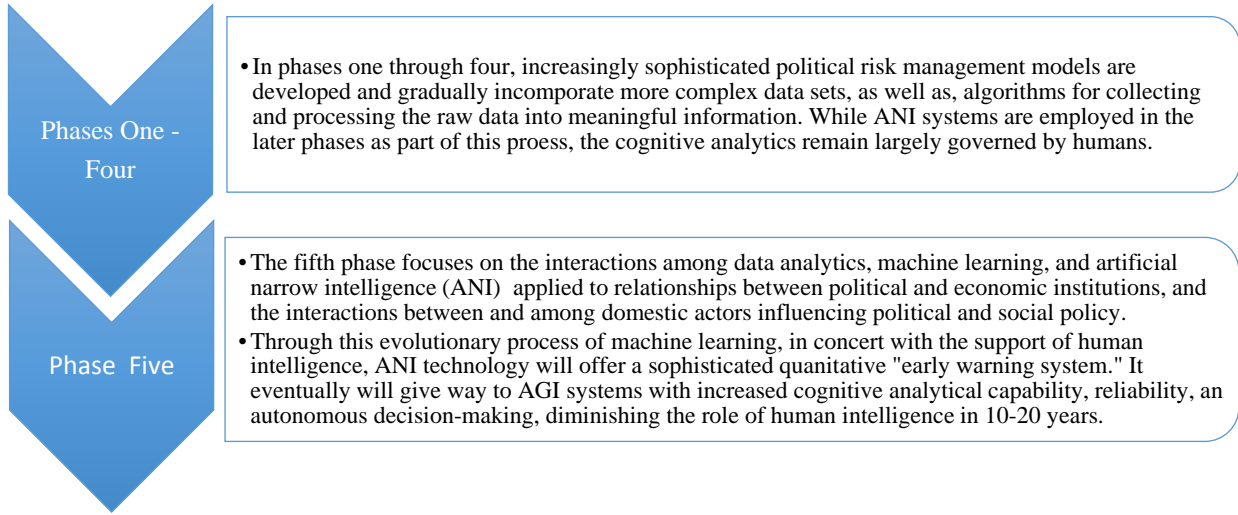 Phases One -
Four
• In phases one through four, increasingly sophisticated political risk management models are
developed and gradually incorporate more complex data sets, as well as, algorithms for collecting
and processing the raw data into meaningful information. While ANI systems are employed in the
later phases as part of this proess, the cognitive analytics remain largely governed by humans.
Phase Five
• The fifth phase focuses on the interactions among data analytics, machine learning, and artificial
narrow intelligence (ANI) applied to relationships between political and economic institutions, and
the interactions between and among domestic actors influencing political and social policy.
• Through this evolutionary process of machine learning, in concert with the support of human
intelligence, ANI technology will offer a sophisticated quantitative "early warning system." It
eventually will give way to AGI systems with increased cognitive analytical capability, reliability, an
autonomous decision-making, diminishing the role of human intelligence in 10-20 years.